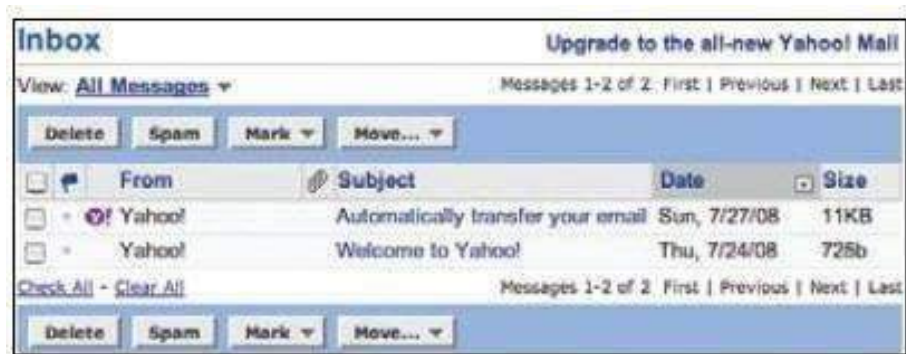 Inbox Upgrade to the all-new Yahoo! Mail
View: All Messages Messages 1-2 of 2 First | Previous | Next | Last
Delete Spam Mark Move...
From Subject Date Size
Y! Yahoo! Automatically transfer your email Sun, 7/27/08 11KB
Yahoo! Welcome to Yahoo! Thu, 7/24/08 726b
Check All - Clear All Messages 1-2 of 2 First | Previous | Next | Last
Delete Spam Mark Move...